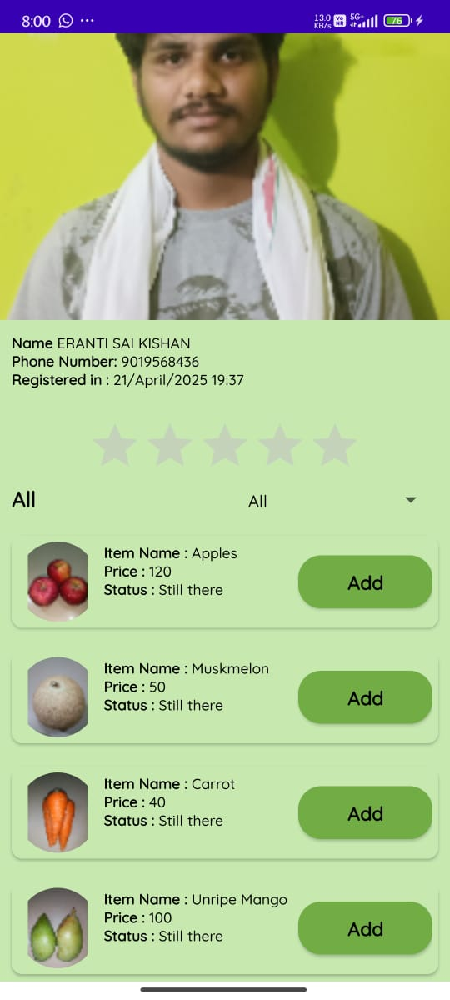 8:00 ...
13.0 KB/s Vo NR 5G+ 76
Name ERANTI SAI KISHAN
Phone Number: 9019568436
Registered in : 21/April/2025 19:37
All All
Item Name : Apples
Price : 120
Status : Still there
Add
Item Name : Muskmelon
Price : 50
Status : Still there
Add
Item Name : Carrot
Price : 40
Status : Still there
Add
Item Name : Unripe Mango
Price : 100
Status : Still there
Add